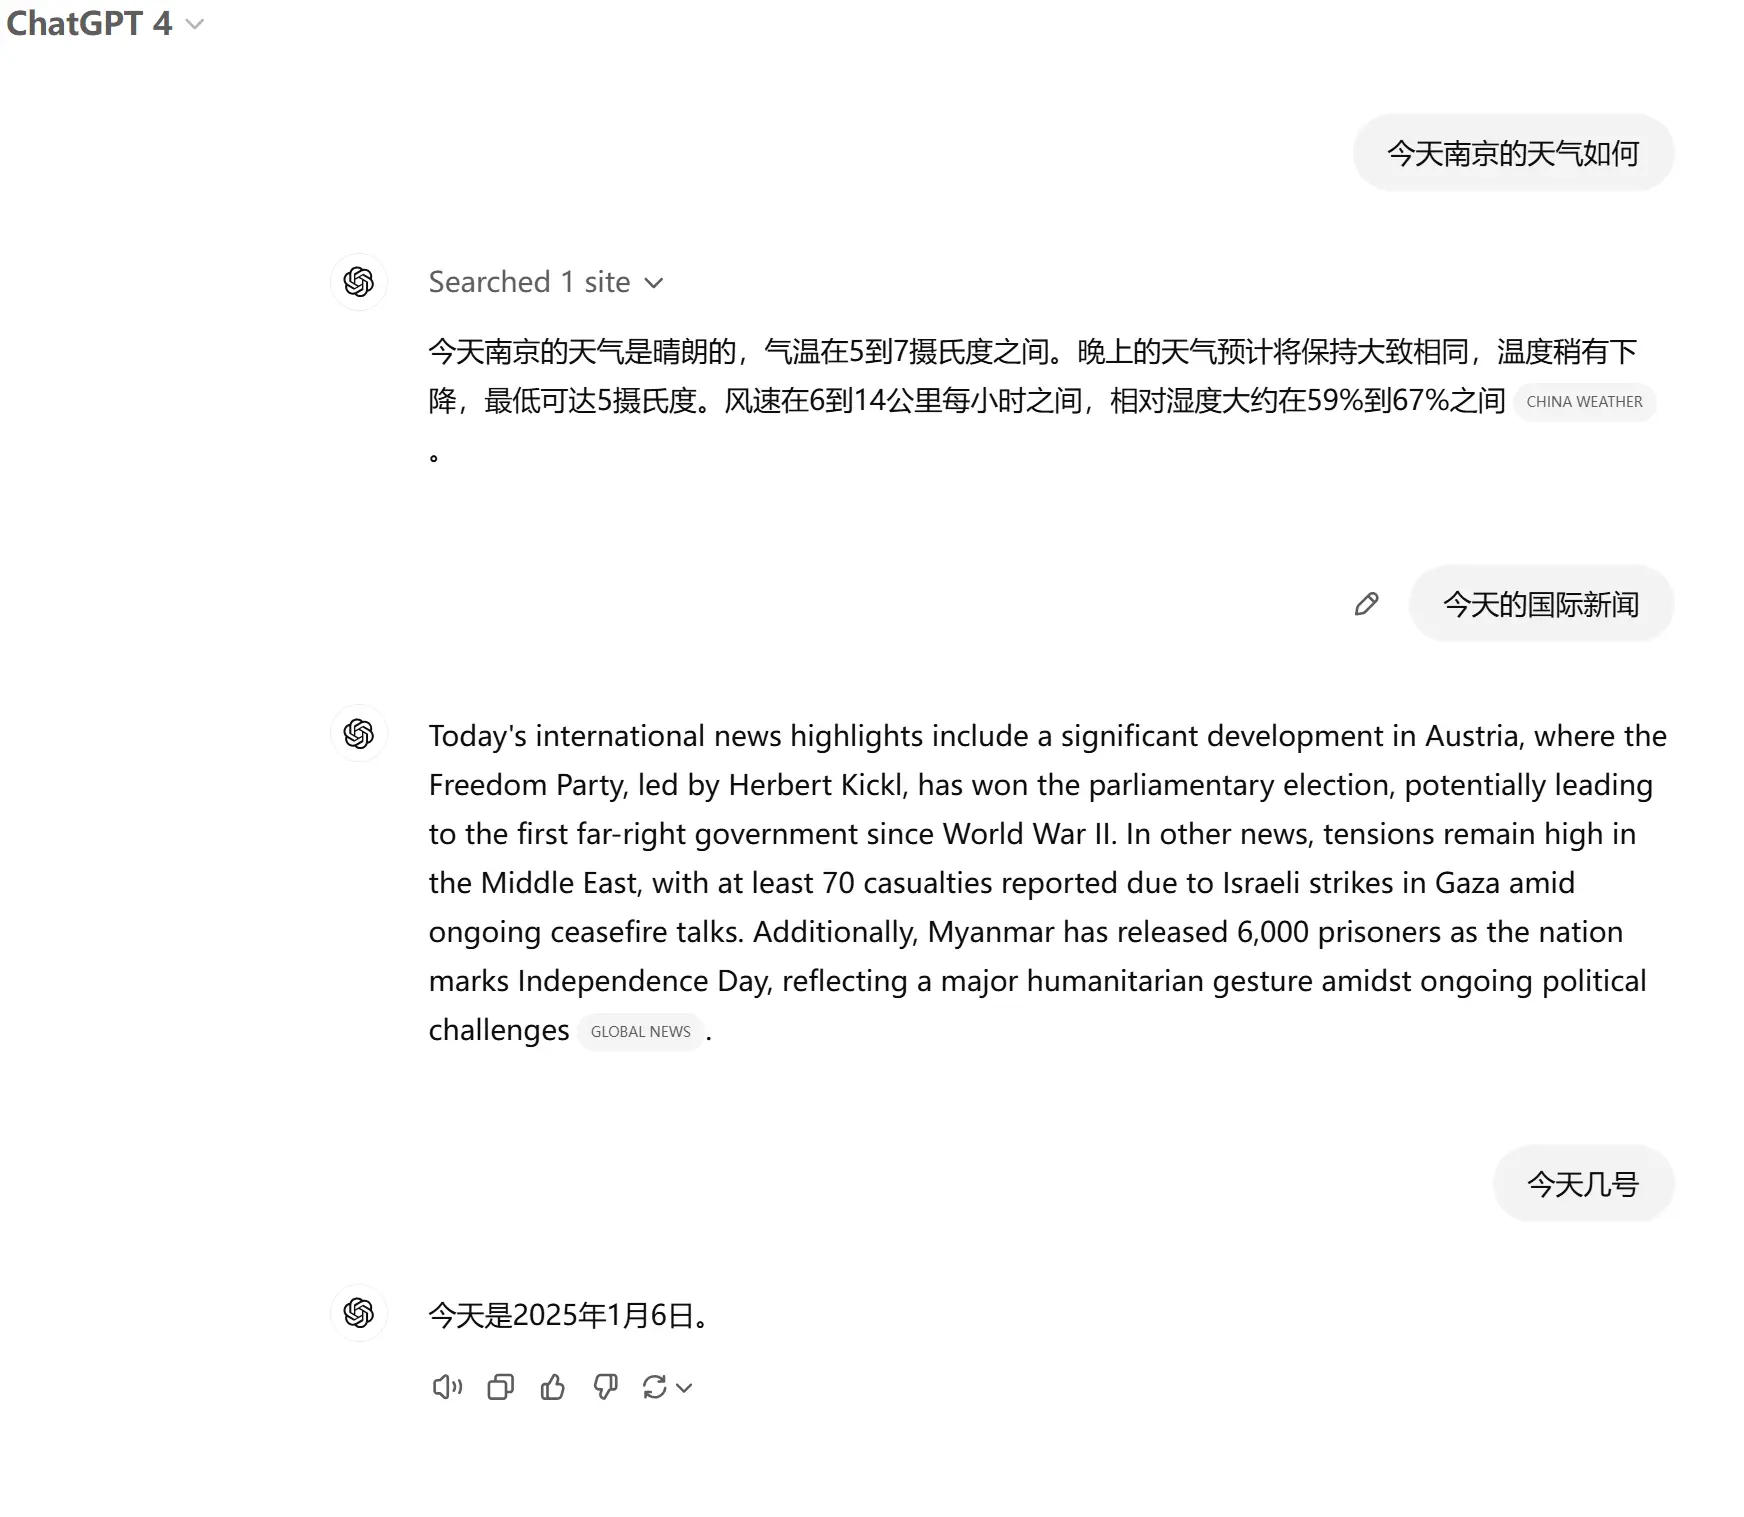 ChatGPT 4
今天南京的天气如何
Searched 1 site
今天南京的天气是晴朗的，气温在5到7摄氏度之间。晚上的天气预计将保持大致相同，温度稍有下
降，最低可达5摄氏度。风速在6到14公里每小时之间，相对湿度大约在59%到67%之间 CHINA WEATHER
。
今天的国际新闻
Today's international news highlights include a significant development in Austria, where the
Freedom Party, led by Herbert Kickl, has won the parliamentary election, potentially leading
to the first far-right government since World War II. In other news, tensions remain high in
the Middle East, with at least 70 casualties reported due to Israeli strikes in Gaza amid
ongoing ceasefire talks. Additionally, Myanmar has released 6,000 prisoners as the nation
marks Independence Day, reflecting a major humanitarian gesture amidst ongoing political
challenges GLOBAL NEWS .
今天几号
今天是2025年1月6日。